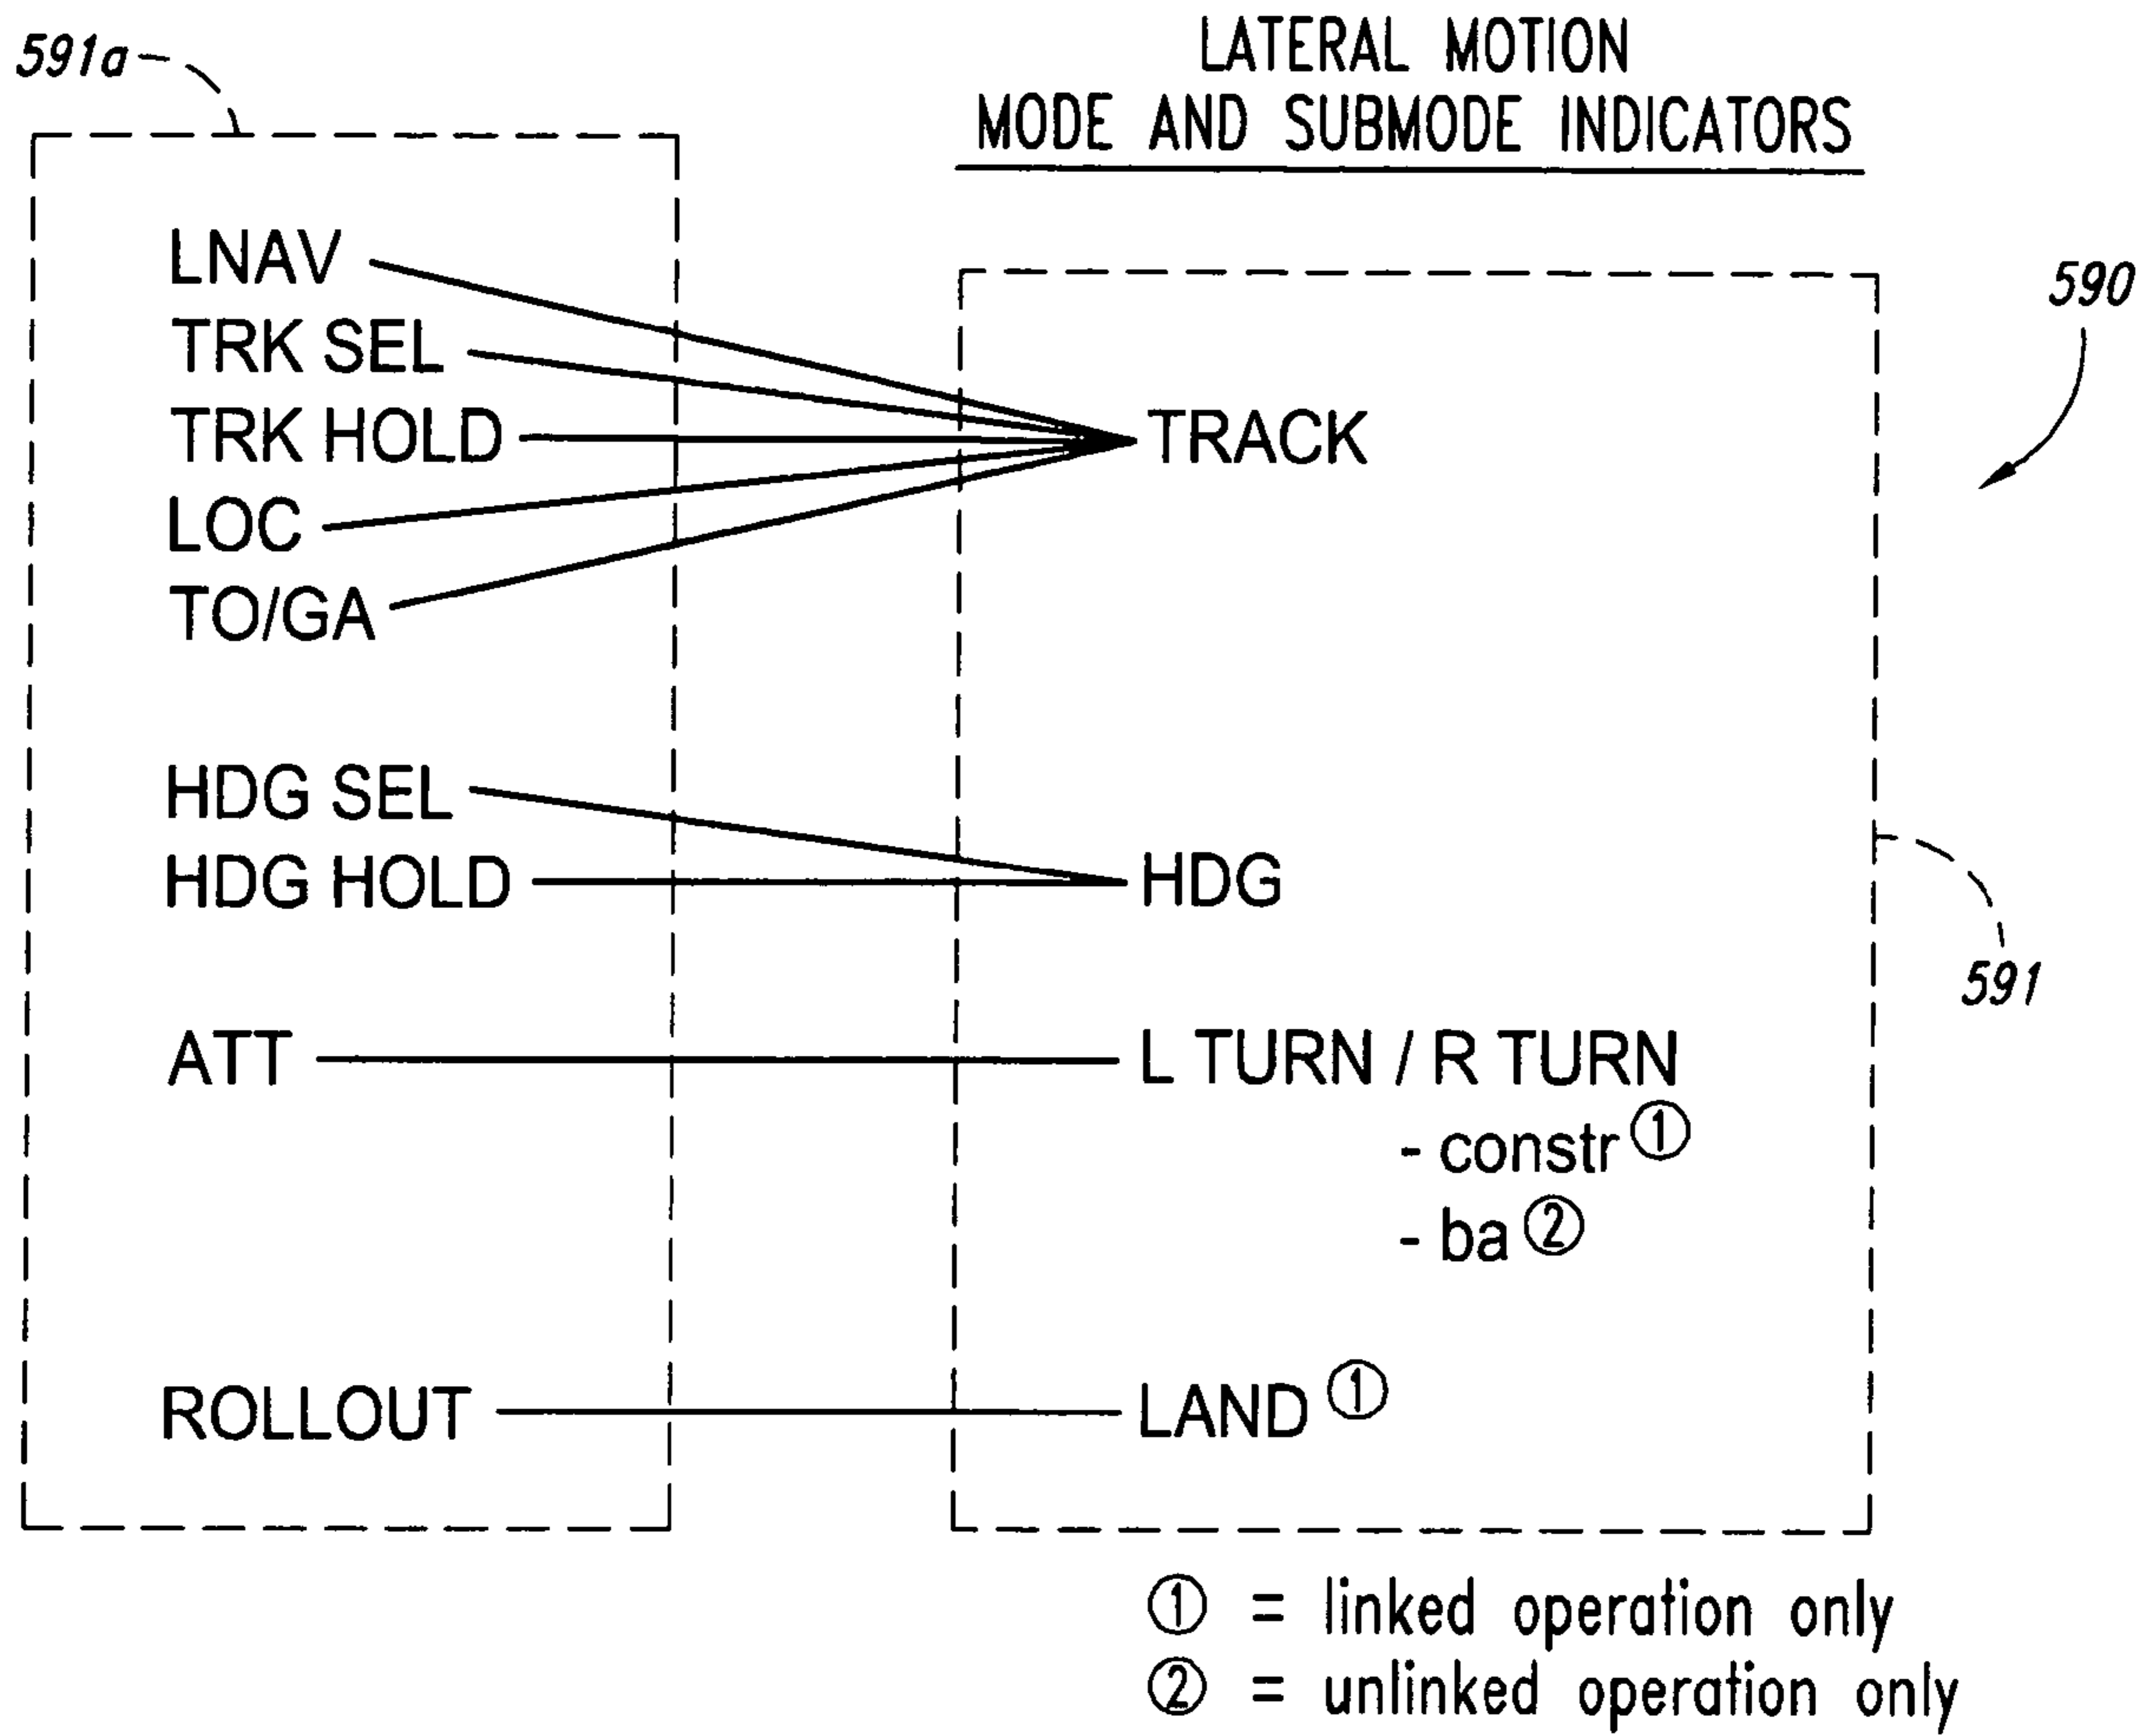 591a
LATERAL MOTION
MODE AND SUBMODE INDICATORS
590
LNAV
TRK SEL
TRK HOLD
LOC
TO/GA
TRACK
HDG SEL
HDG HOLD
HDG
591
ATT
L TURN / R TURN
- constr ①
- ba ②
ROLLOUT
LAND ①
① = linked operation only
② = unlinked operation only